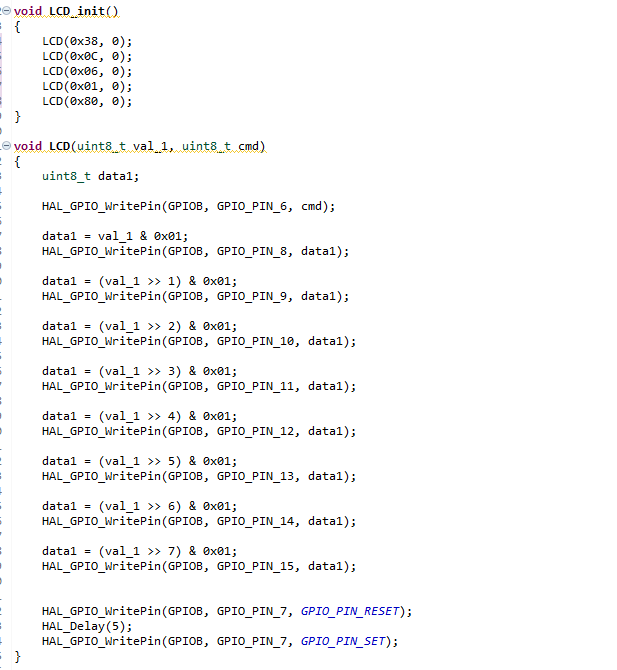 void LCD_init()
{
LCD(0x38, 0);
LCD(0x0C, 0);
LCD(0x06, 0);
LCD(0x01, 0);
LCD(0x80, 0);
}
void LCD(uint8_t val_1, uint8_t cmd)
{
uint8_t data1;
HAL_GPIO_WritePin(GPIOB, GPIO_PIN_6, cmd);
data1 = val_1 & 0x01;
HAL_GPIO_WritePin(GPIOB, GPIO_PIN_8, data1);
data1 = (val_1 >> 1) & 0x01;
HAL_GPIO_WritePin(GPIOB, GPIO_PIN_9, data1);
data1 = (val_1 >> 2) & 0x01;
HAL_GPIO_WritePin(GPIOB, GPIO_PIN_10, data1);
data1 = (val_1 >> 3) & 0x01;
HAL_GPIO_WritePin(GPIOB, GPIO_PIN_11, data1);
data1 = (val_1 >> 4) & 0x01;
HAL_GPIO_WritePin(GPIOB, GPIO_PIN_12, data1);
data1 = (val_1 >> 5) & 0x01;
HAL_GPIO_WritePin(GPIOB, GPIO_PIN_13, data1);
data1 = (val_1 >> 6) & 0x01;
HAL_GPIO_WritePin(GPIOB, GPIO_PIN_14, data1);
data1 = (val_1 >> 7) & 0x01;
HAL_GPIO_WritePin(GPIOB, GPIO_PIN_15, data1);
HAL_GPIO_WritePin(GPIOB, GPIO_PIN_7, GPIO_PIN_RESET);
HAL_Delay(5);
HAL_GPIO_WritePin(GPIOB, GPIO_PIN_7, GPIO_PIN_SET);
}